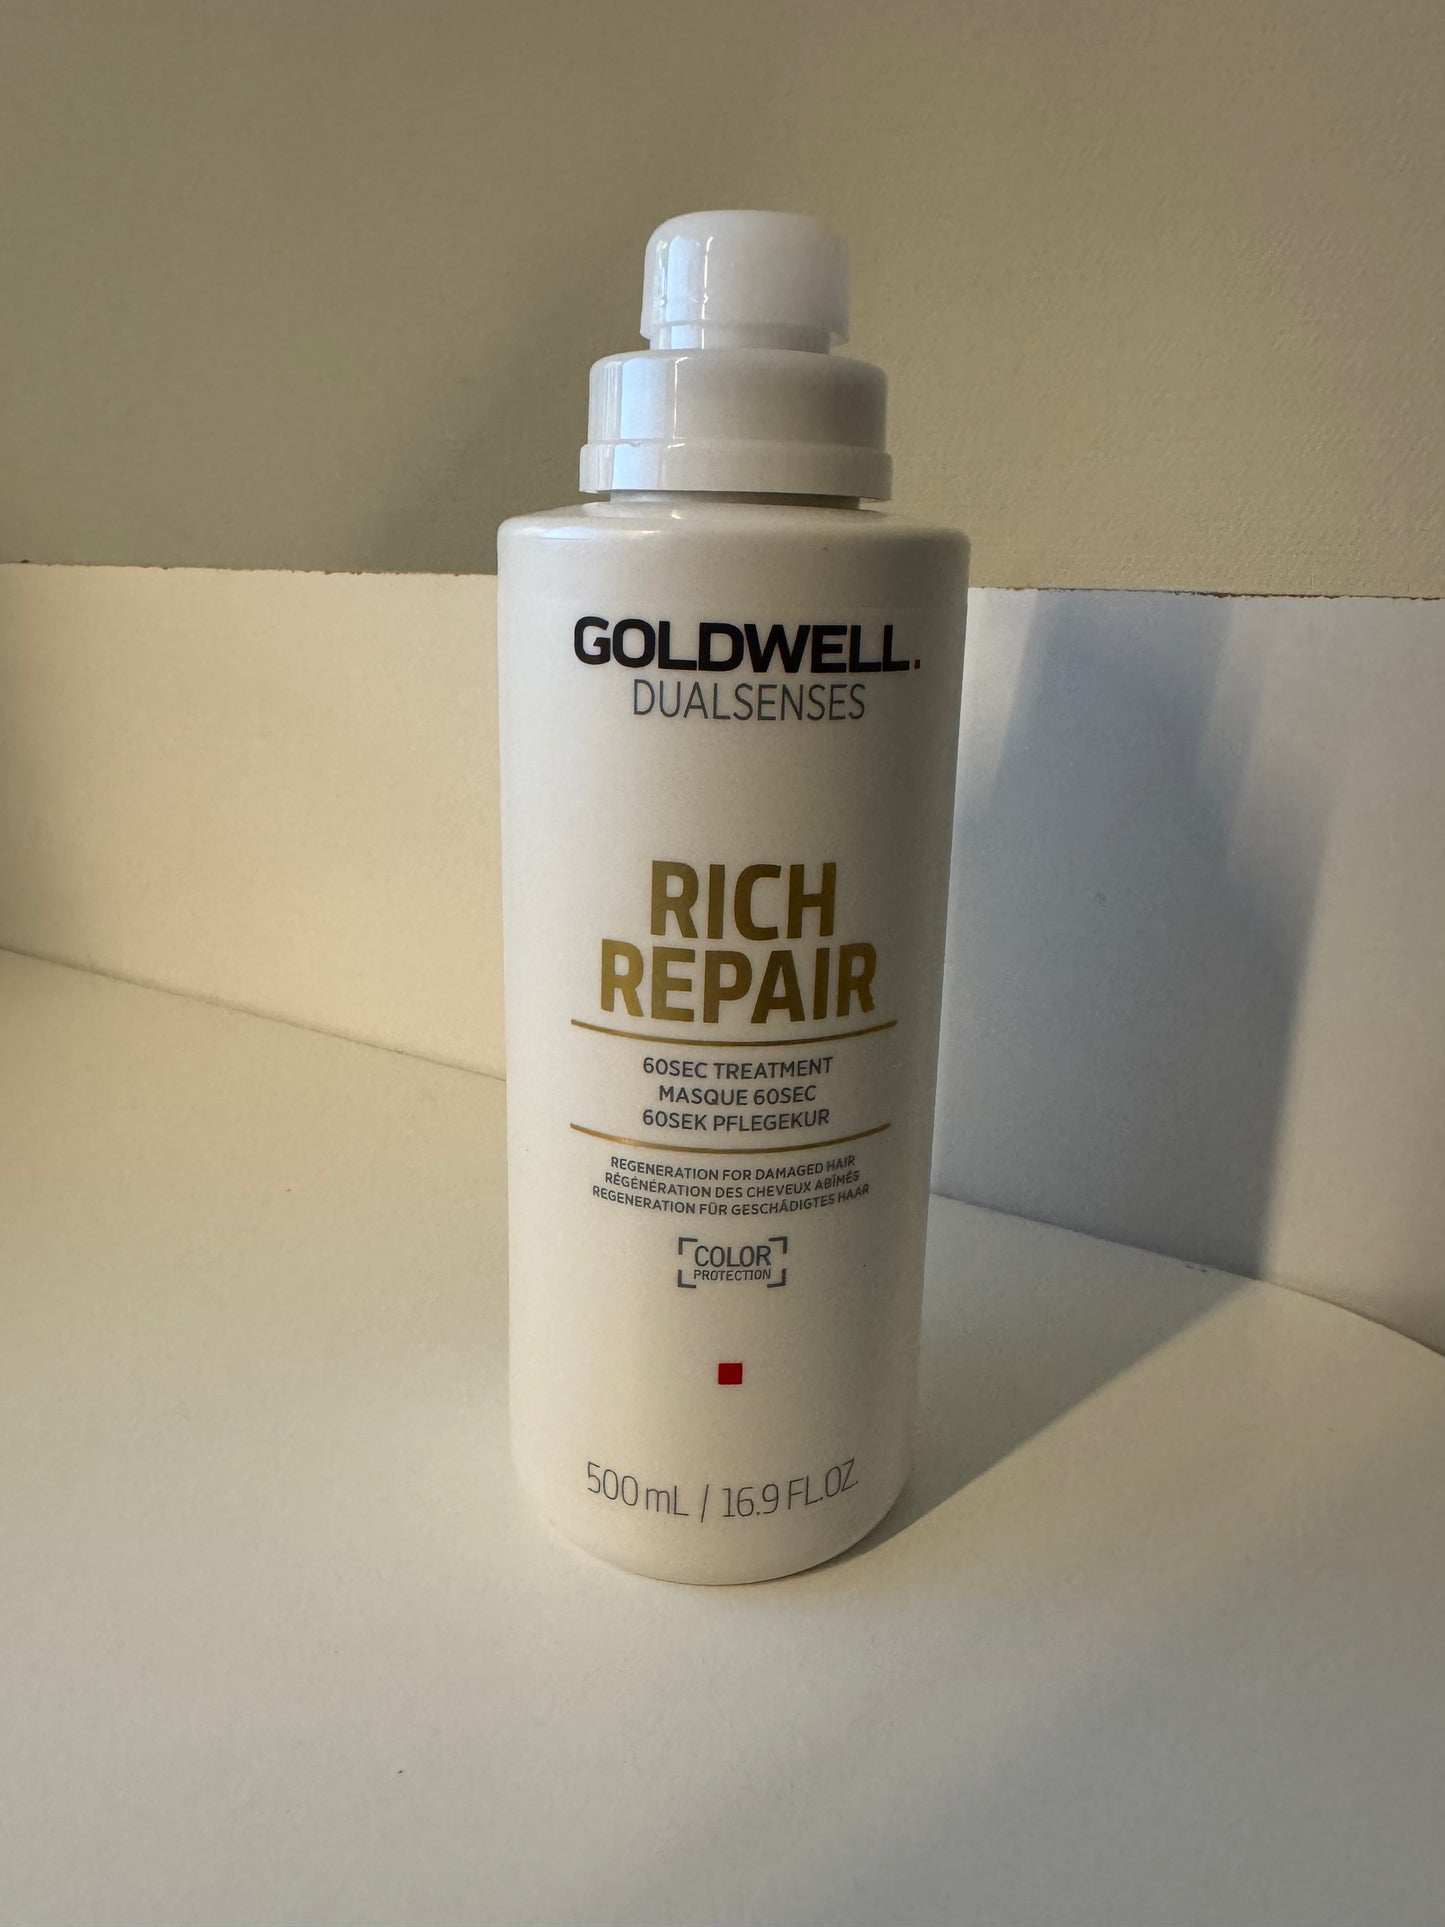 GOLDWELL.
DUALSENSES
RICH
REPAIR
60SEC TREATMENT
MASQUE 60SEC
60SEK PFLEGEKUR
REGENERATION FOR DAMAGED HAIR
RÉGÉNÉRATION DES CHEVEUX ABÎMÉS
REGENERATION FÜR GESCHÄDIGTES HAAR
COLOR
PROTECTION
500 mL / 16.9 FL.OZ.